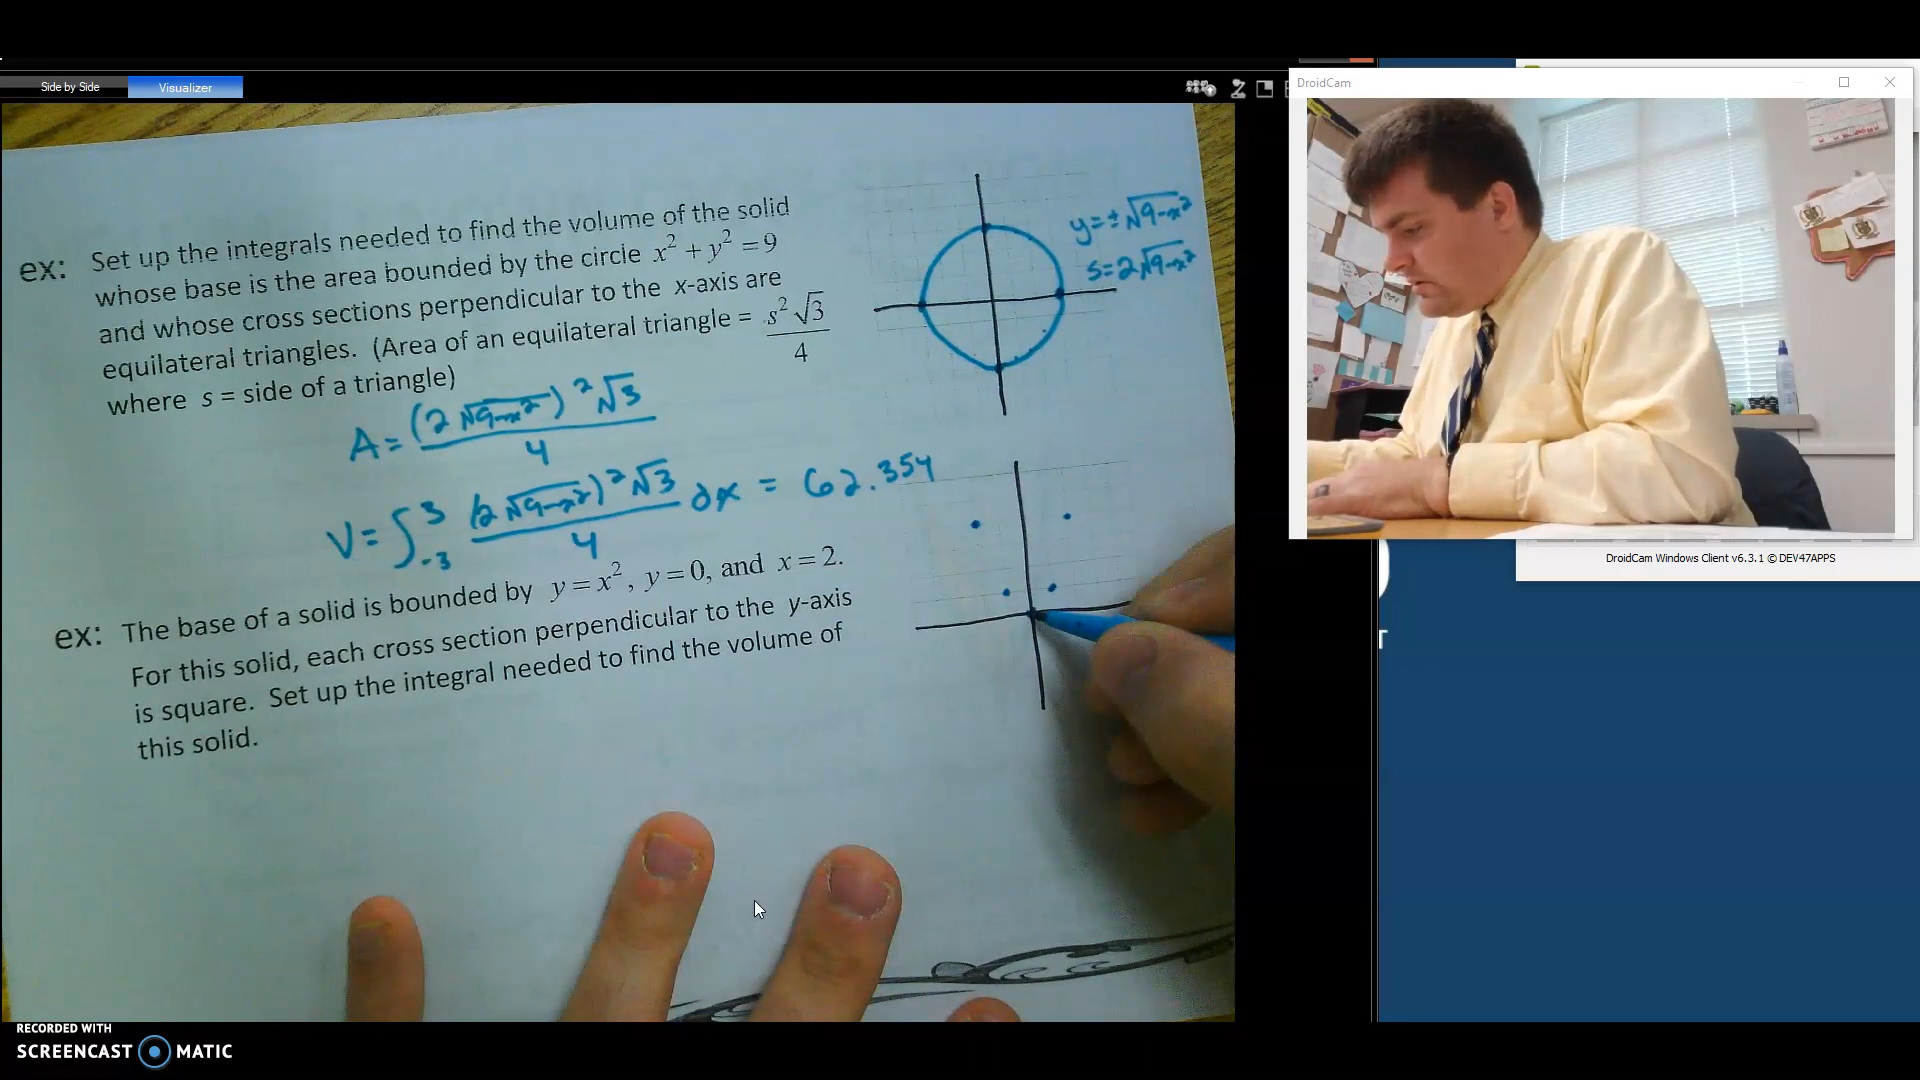 Side by Side
Visualizer
DroidCam
ex: Set up the integrals needed to find the volume of the solid
whose base is the area bounded by the circle x² + y² = 9
and whose cross sections perpendicular to the x-axis are
equilateral triangles. (Area of an equilateral triangle = s²√3/4
where s = side of a triangle)
y=±√9-x²
s=2√9-x²
A=(2√9-x²)²√3/4
V=∫₋₃³ (2√9-x²)²√3/4 dx = 62.354
ex: The base of a solid is bounded by y = x², y = 0, and x = 2.
For this solid, each cross section perpendicular to the y-axis
is square. Set up the integral needed to find the volume of
this solid.
DroidCam Windows Client v6.3.1 © DEV47APPS
T
RECORDED WITH
SCREENCAST MATIC